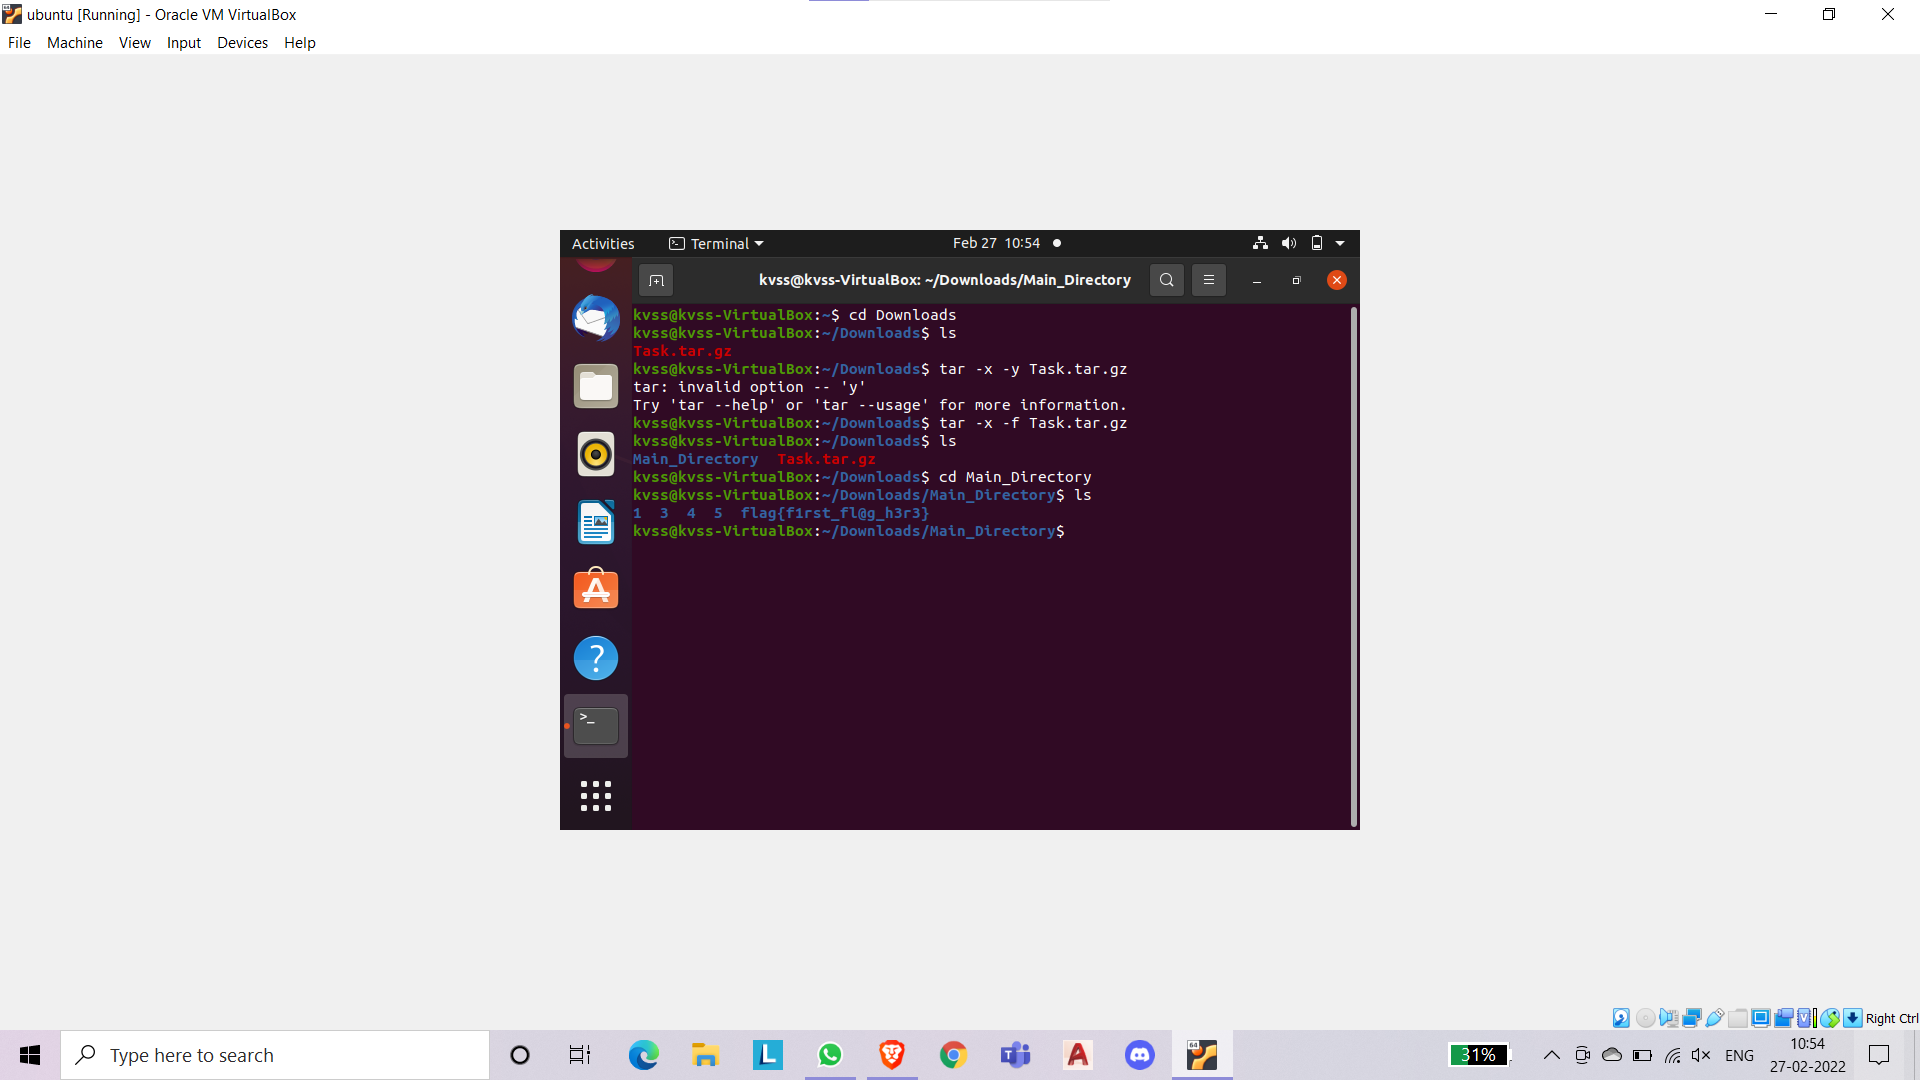 ubuntu [Running] - Oracle VM VirtualBox
File Machine View Input Devices Help
Activities Terminal Feb 27 10:54
kvss@kvss-VirtualBox: ~/Downloads/Main_Directory
kvss@kvss-VirtualBox:~$ cd Downloads
kvss@kvss-VirtualBox:~/Downloads$ ls
Task.tar.gz
kvss@kvss-VirtualBox:~/Downloads$ tar -x -y Task.tar.gz
tar: invalid option -- 'y'
Try 'tar --help' or 'tar --usage' for more information.
kvss@kvss-VirtualBox:~/Downloads$ tar -x -f Task.tar.gz
kvss@kvss-VirtualBox:~/Downloads$ ls
Main_Directory Task.tar.gz
kvss@kvss-VirtualBox:~/Downloads$ cd Main_Directory
kvss@kvss-VirtualBox:~/Downloads/Main_Directory$ ls
1 3 4 5 flag{f1rst_fl@g_h3r3}
kvss@kvss-VirtualBox:~/Downloads/Main_Directory$
Right Ctrl
Type here to search
31%
ENG
10:54
27-02-2022